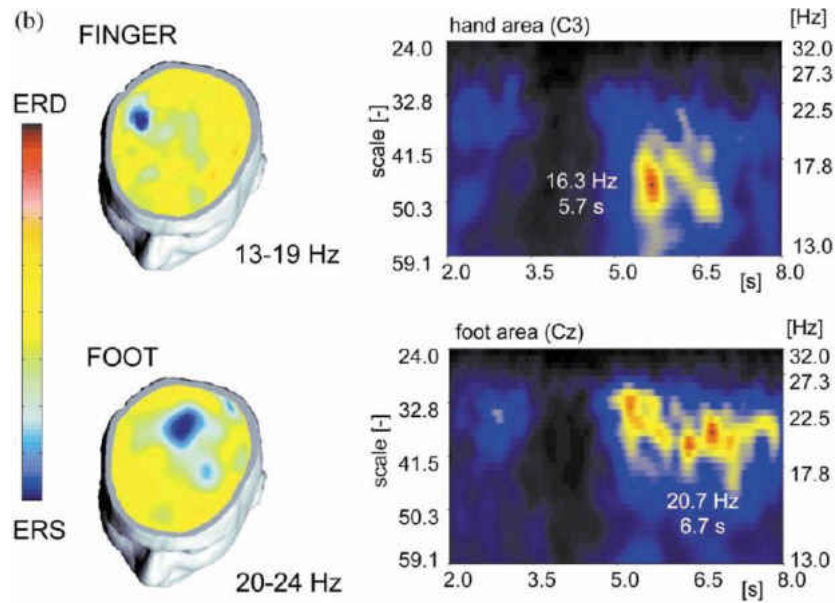 (b)
FINGER
ERD
ERS
13-19 Hz
FOOT
20-24 Hz
hand area (C3)
[Hz]
24.0
32.8
41.5
50.3
59.1
scale [-]
32.0
27.3
22.5
17.8
13.0
16.3 Hz
5.7 s
2.0 3.5 5.0 6.5 8.0
[s]
foot area (Cz)
[Hz]
24.0
32.8
41.5
50.3
59.1
scale [-]
32.0
27.3
22.5
17.8
13.0
20.7 Hz
6.7 s
2.0 3.5 5.0 6.5 8.0
[s]